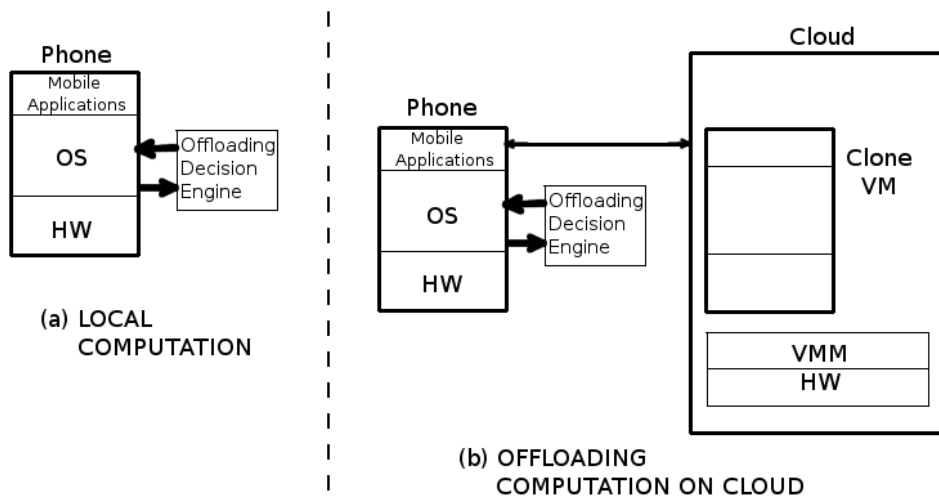 Phone
Mobile
Applications
OS
HW
Offloading
Decision
Engine
(a) LOCAL
COMPUTATION
Phone
Mobile
Applications
OS
HW
Offloading
Decision
Engine
Cloud
Clone
VM
VMM
HW
(b) OFFLOADING
COMPUTATION ON CLOUD